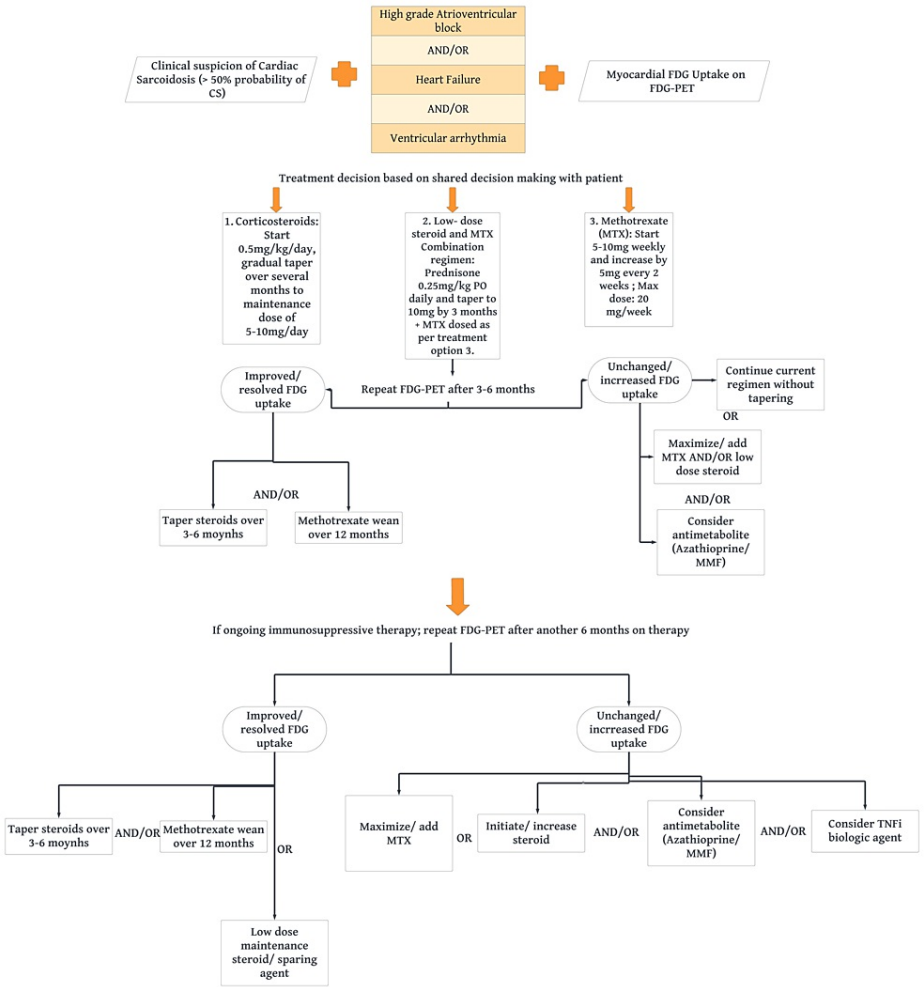 High grade Atrioventricular
block
AND/OR
Heart Failure
AND/OR
Ventricular arrhythmia
Clinical suspicion of Cardiac
Sarcoidosis (> 50% probability of
CS)
Myocardial FDG Uptake on
FDG-PET
Treatment decision based on shared decision making with patient
1. Corticosteroids:
Start
0.5mg/kg/day,
gradual taper
over several
months to
maintenance
dose of
5-10mg/day
2. Low- dose
steroid and MTX
Combination
regimen:
Prednisone
0.25mg/kg PO
daily and taper to
10mg by 3 months
+ MTX dosed as
per treatment
option 3.
3. Methotrexate
(MTX): Start
5-10mg weekly
and increase by
5mg every 2
weeks ; Max
dose: 20
mg/week
Improved/
resolved FDG
uptake
Repeat FDG-PET after 3-6 months
Unchanged/
incrreased FDG
uptake
Continue current
regimen without
tapering
OR
Maximize/ add
MTX AND/OR low
dose steroid
AND/OR
Consider
antimetabolite
(Azathioprine/
MMF)
AND/OR
Taper steroids over
3-6 moynhs
Methotrexate wean
over 12 months
If ongoing immunosuppressive therapy; repeat FDG-PET after another 6 months on therapy
Improved/
resolved FDG
uptake
Unchanged/
incrreased FDG
uptake
Taper steroids over
3-6 moynhs
AND/OR
Methotrexate wean
over 12 months
OR
Low dose
maintenance
steroid/ sparing
agent
Maximize/ add
MTX
OR
Initiate/ increase
steroid
AND/OR
Consider
antimetabolite
(Azathioprine/
MMF)
AND/OR
Consider TNFi
biologic agent